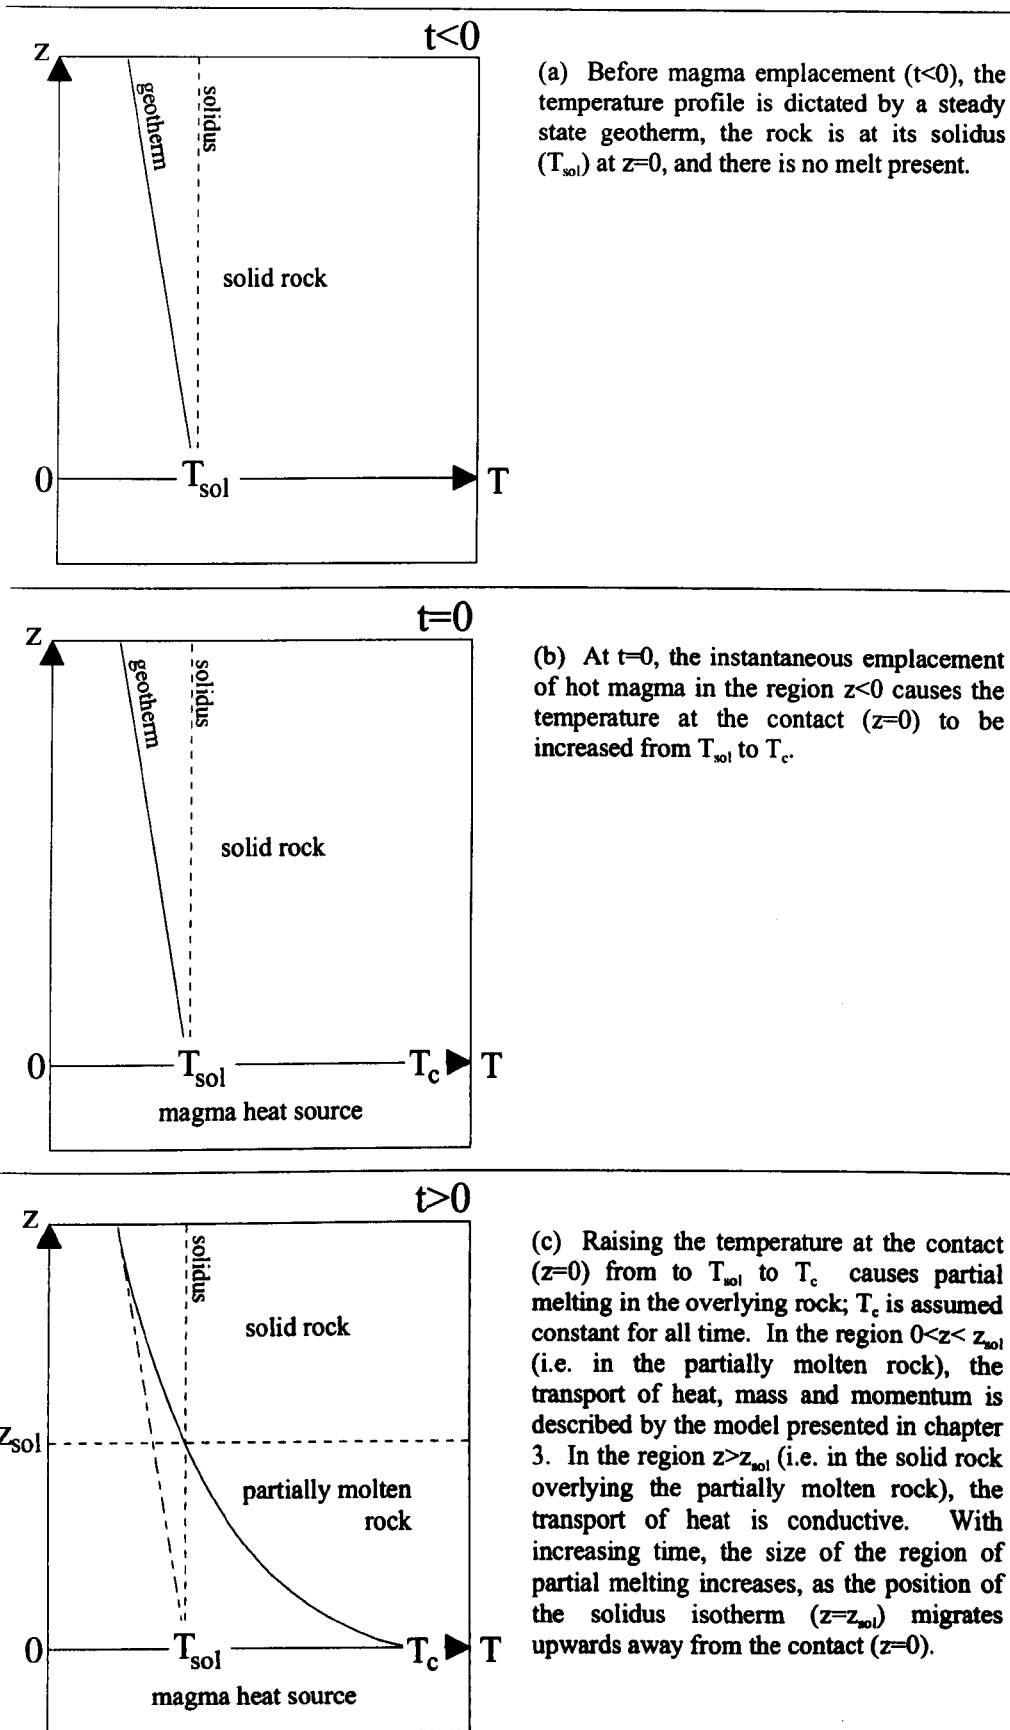 t<0
z
geotherm
solidus
solid rock
0
T_sol
T
(a) Before magma emplacement (t<0), the
temperature profile is dictated by a steady
state geotherm, the rock is at its solidus
(T_sol) at z=0, and there is no melt present.
t=0
z
geotherm
solidus
solid rock
0
T_sol
T_c
T
magma heat source
(b) At t=0, the instantaneous emplacement
of hot magma in the region z<0 causes the
temperature at the contact (z=0) to be
increased from T_sol to T_c.
t>0
z
solidus
solid rock
z_sol
partially molten
rock
0
T_sol
T_c
T
magma heat source
(c) Raising the temperature at the contact
(z=0) from to T_sol to T_c causes partial
melting in the overlying rock; T_c is assumed
constant for all time. In the region 0<z< z_sol
(i.e. in the partially molten rock), the
transport of heat, mass and momentum is
described by the model presented in chapter
3. In the region z>z_sol (i.e. in the solid rock
overlying the partially molten rock), the
transport of heat is conductive. With
increasing time, the size of the region of
partial melting increases, as the position of
the solidus isotherm (z=z_sol) migrates
upwards away from the contact (z=0).